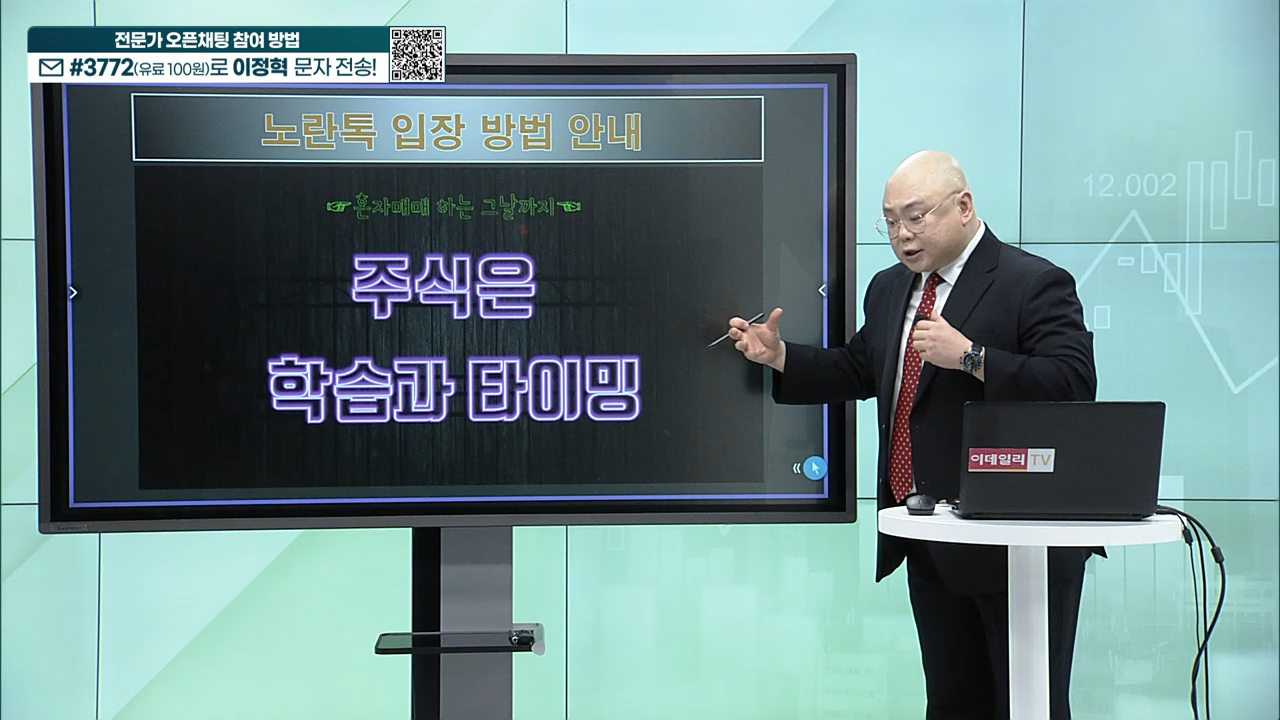 전문가 오픈채팅 참여 방법
#3772(유료 100원)로 이정혁 문자 전송!
노란톡 입장 방법 안내
☞혼자매매 하는 그날까지☜
주식은
학습과 타이밍
12.002
이데일리 TV